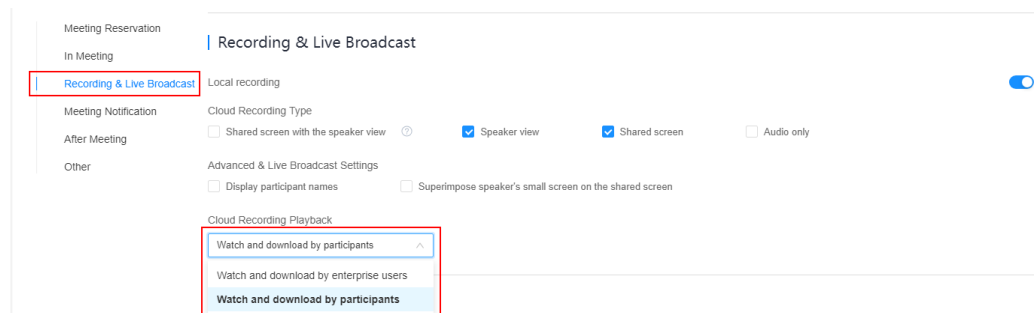 Meeting Reservation
In Meeting
Recording & Live Broadcast
Meeting Notification
After Meeting
Other
Recording & Live Broadcast
Local recording
Cloud Recording Type
Shared screen with the speaker view ? Speaker view Shared screen Audio only
Advanced & Live Broadcast Settings
Display participant names Superimpose speaker's small screen on the shared screen
Cloud Recording Playback
Watch and download by participants
Watch and download by enterprise users
Watch and download by participants